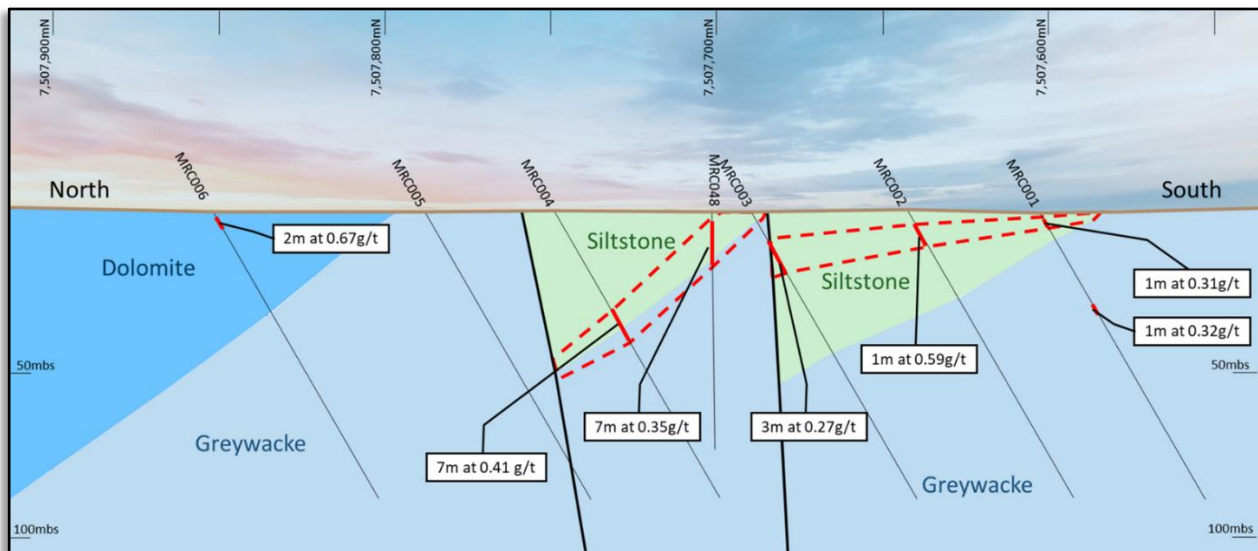 7,507,900mN
7,507,800mN
7,507,700mN
7,507,600mN
North
MRC006
MRC005
MRC004
MRC048
MRC003
MRC002
MRC001
South
2m at 0.67g/t
Siltstone
Dolomite
Siltstone
1m at 0.31g/t
1m at 0.32g/t
50mbs
1m at 0.59g/t
50mbs
Greywacke
7m at 0.35g/t
3m at 0.27g/t
7m at 0.41 g/t
Greywacke
100mbs
100mbs